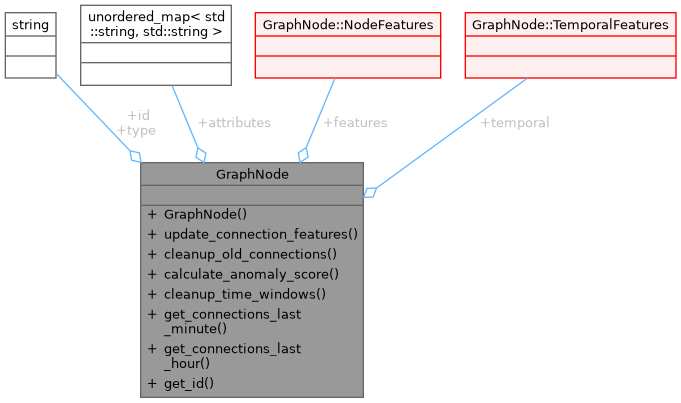 string
unordered_map< std
::string, std::string >
GraphNode::NodeFeatures
GraphNode::TemporalFeatures
+id
+type
+attributes
+features
+temporal
GraphNode
+ GraphNode()
+ update_connection_features()
+ cleanup_old_connections()
+ calculate_anomaly_score()
+ cleanup_time_windows()
+ get_connections_last
_minute()
+ get_connections_last
_hour()
+ get_id()